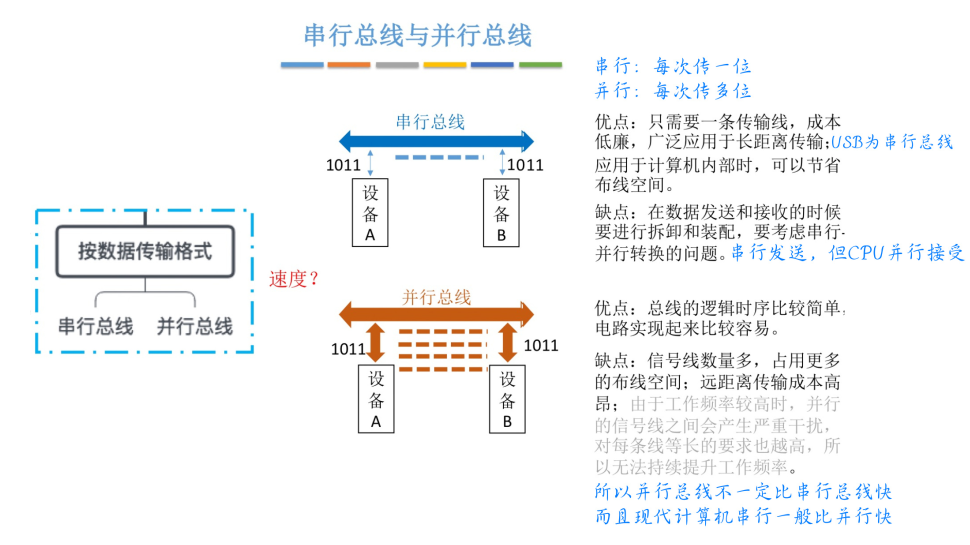 串行总线与并行总线
串行：每次传一位
并行：每次传多位
串行总线
1011
1011
设备A
设备B
优点：只需要一条传输线，成本
低廉，广泛应用于长距离传输;USB为串行总线
应用于计算机内部时，可以节省
布线空间。
缺点：在数据发送和接收的时候
要进行拆卸和装配，要考虑串行-
并行转换的问题。串行发送，但CPU并行接受
按数据传输格式
串行总线 并行总线
速度？
并行总线
1011
1011
设备A
设备B
优点：总线的逻辑时序比较简单，
电路实现起来比较容易。
缺点：信号线数量多，占用更多
的布线空间；远距离传输成本高
昂；由于工作频率较高时，并行
的信号线之间会产生严重干扰，
对每条线等长的要求也越高，所
以无法持续提升工作频率。
所以并行总线不一定比串行总线快
而且现代计算机串行一般比并行快